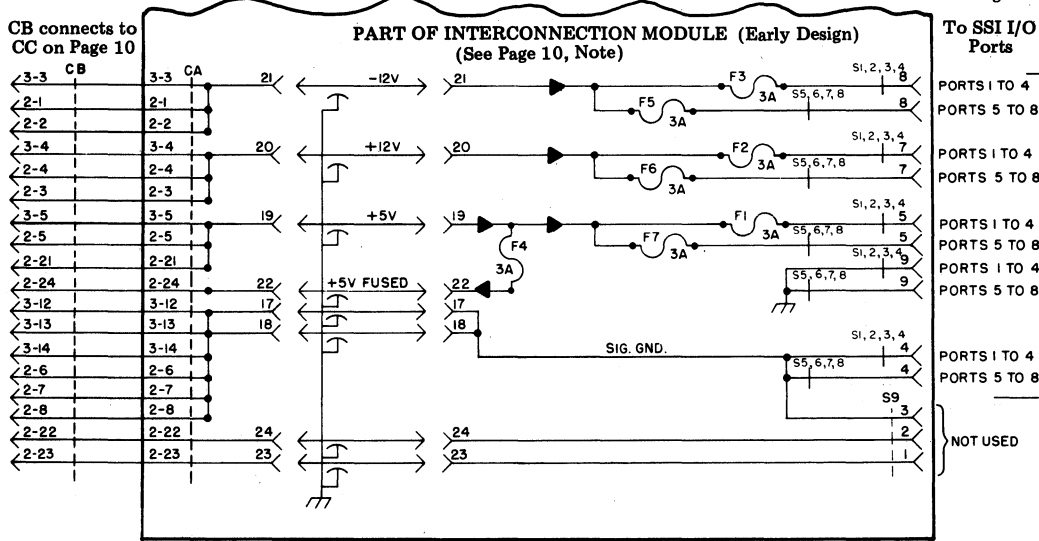 CB connects to
CC on Page 10
PART OF INTERCONNECTION MODULE (Early Design)
(See Page 10, Note)
To SSI I/O
Ports
CB CA
3-3 3-3 21 -12V 21 F3 3A S1,2,3,4 8 PORTS 1 TO 4
2-1 2-1 F5 3A S5,6,7,8 8 PORTS 5 TO 8
2-2 2-2
3-4 3-4 20 +12V 20 F2 3A S1,2,3,4 7 PORTS 1 TO 4
2-4 2-4 F6 3A S5,6,7,8 7 PORTS 5 TO 8
2-3 2-3
3-5 3-5 19 +5V 19 F1 3A S1,2,3,4 5 PORTS 1 TO 4
2-5 2-5 F4 3A F7 3A S5,6,7,8 5 PORTS 5 TO 8
2-21 2-21 S1,2,3,4 9 PORTS 1 TO 4
2-24 2-24 22 +5V FUSED 22 S5,6,7,8 9 PORTS 5 TO 8
3-12 3-12 17 17
3-13 3-13 18 18
3-14 3-14 SIG. GND. S1,2,3,4 4 PORTS 1 TO 4
2-6 2-6 S5,6,7,8 4 PORTS 5 TO 8
2-7 2-7
2-8 2-8 S9 3
2-22 2-22 24 24 2 NOT USED
2-23 2-23 23 23 1